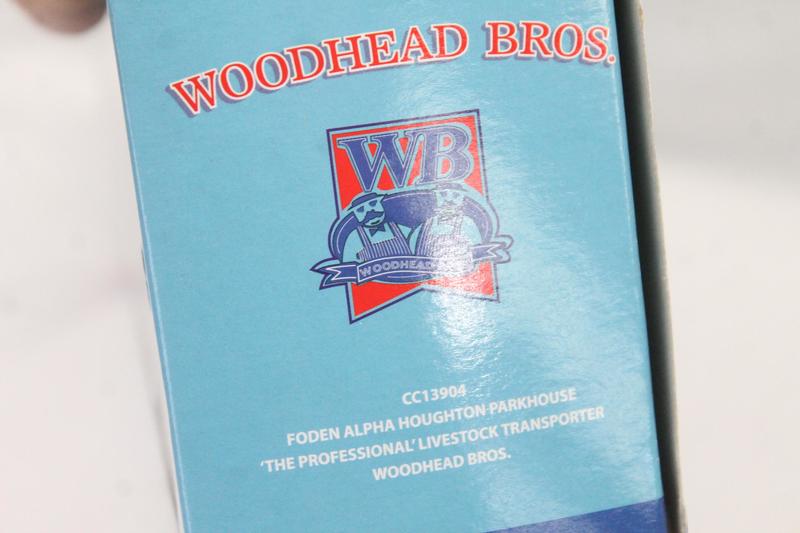 WOODHEAD BROS.
WB
WOODHEAD
CC13904
FODEN ALPHA HOUGHTON PARKHOUSE
'THE PROFESSIONAL' LIVESTOCK TRANSPORTER
WOODHEAD BROS.